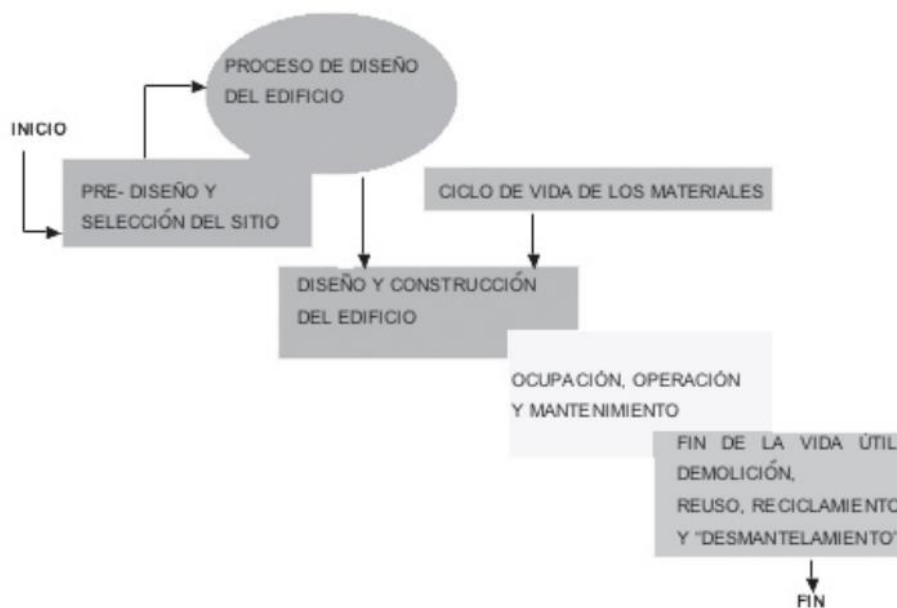 PROCESO DE DISEÑO
DEL EDIFICIO
INICIO
PRE- DISEÑO Y
SELECCIÓN DEL SITIO
CICLO DE VIDA DE LOS MATERIALES
DISEÑO Y CONSTRUCCIÓN
DEL EDIFICIO
OCUPACIÓN, OPERACIÓN
Y MANTENIMIENTO
FIN DE LA VIDA ÚTIL
DEMOLICIÓN,
REUSO, RECICLAMIENTO
Y "DESMANTELAMIENTO"
FIN